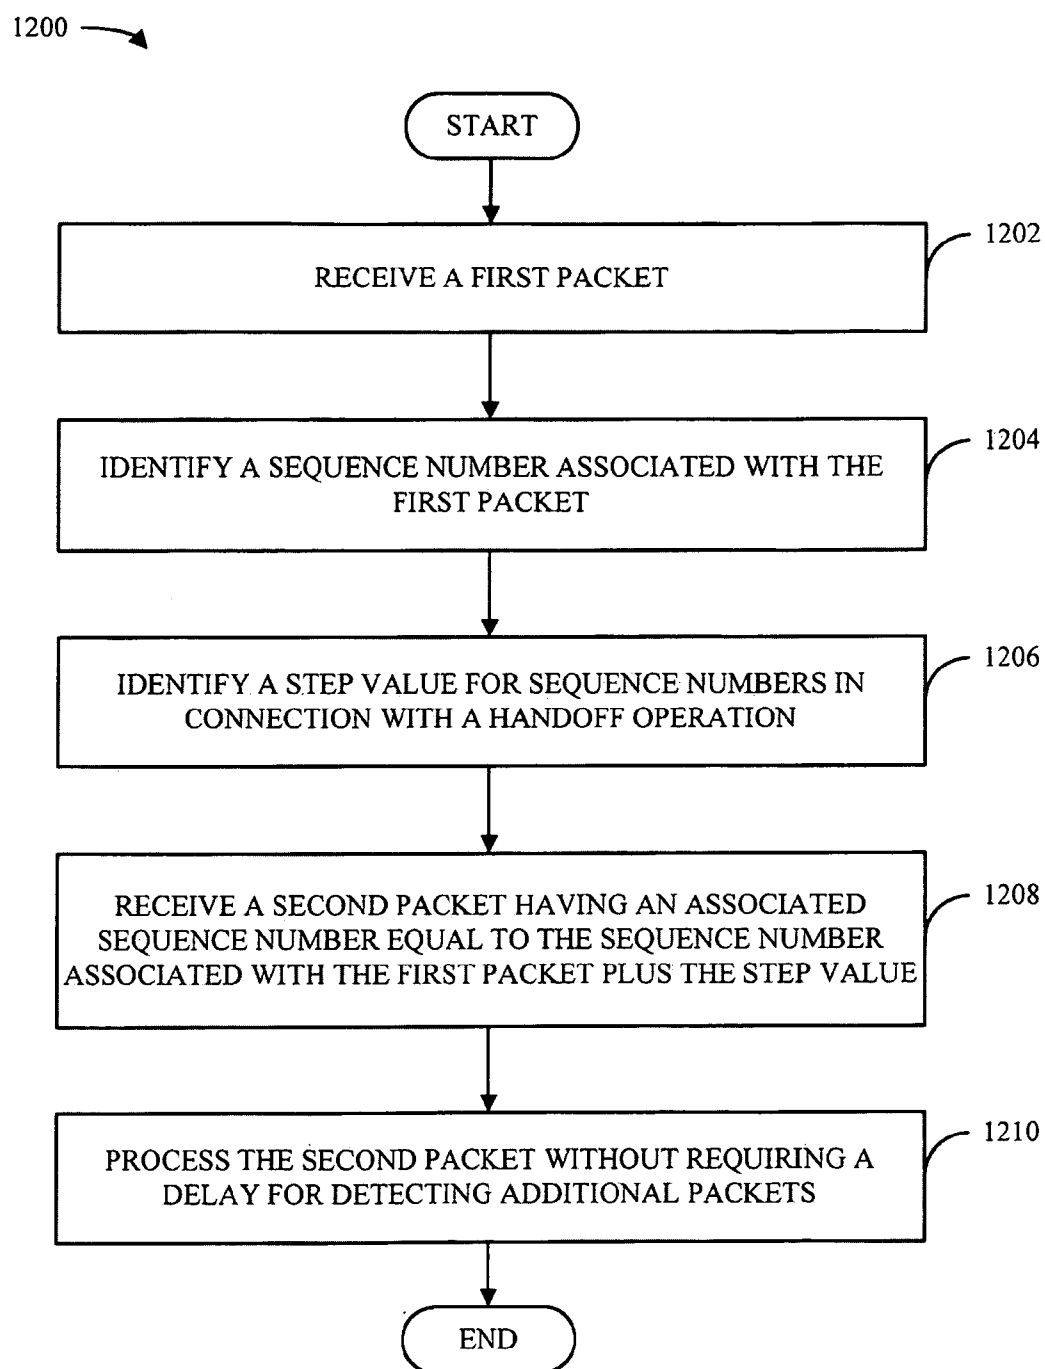 1200
START
RECEIVE A FIRST PACKET
1202
IDENTIFY A SEQUENCE NUMBER ASSOCIATED WITH THE
FIRST PACKET
1204
IDENTIFY A STEP VALUE FOR SEQUENCE NUMBERS IN
CONNECTION WITH A HANDOFF OPERATION
1206
RECEIVE A SECOND PACKET HAVING AN ASSOCIATED
SEQUENCE NUMBER EQUAL TO THE SEQUENCE NUMBER
ASSOCIATED WITH THE FIRST PACKET PLUS THE STEP VALUE
1208
PROCESS THE SECOND PACKET WITHOUT REQUIRING A
DELAY FOR DETECTING ADDITIONAL PACKETS
1210
END